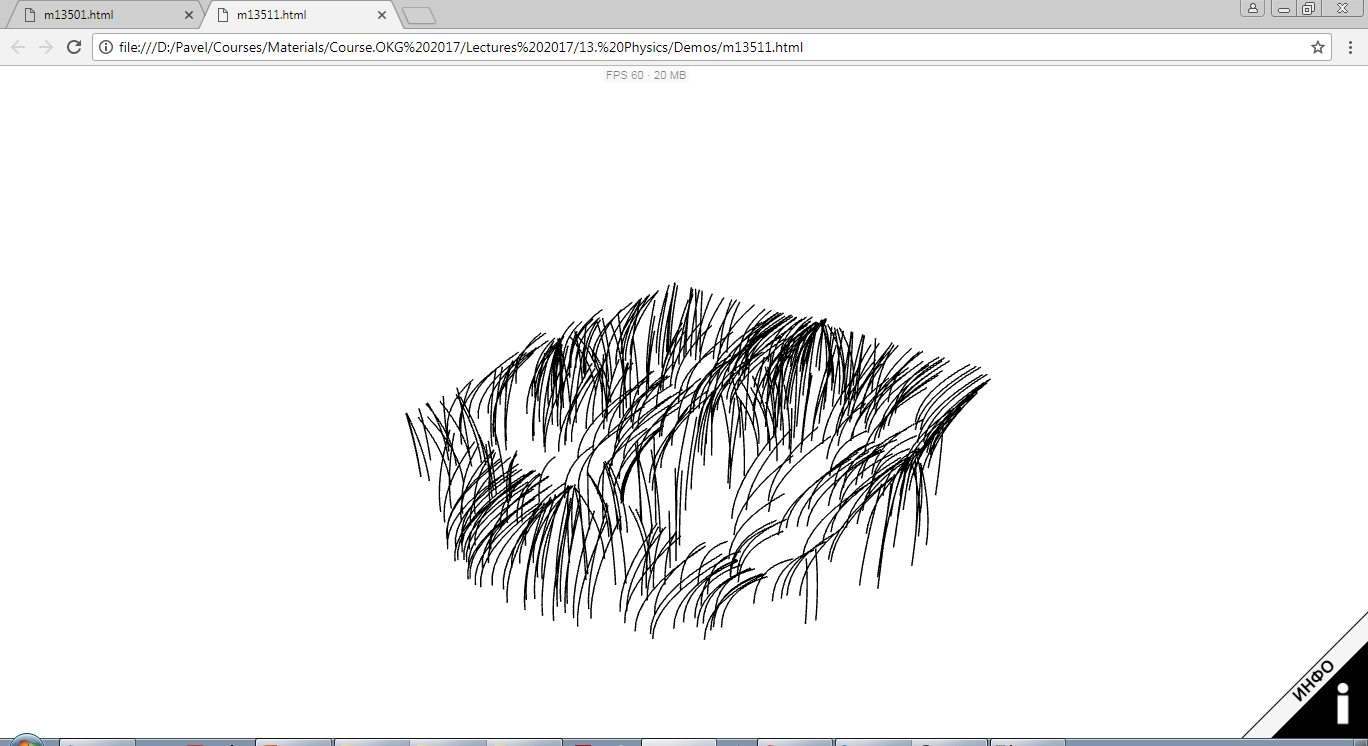 m13501.html
m13511.html
file:///D:/Pavel/Courses/Materials/Course.OKG%202017/Lectures%202017/13.%20Physics/Demos/m13511.html
FPS 60 · 20 MB
ИНФО
i